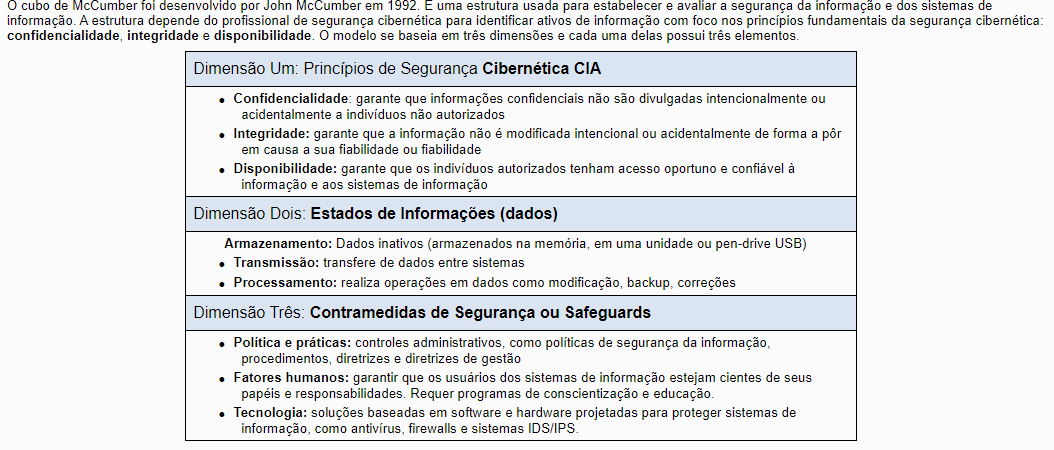 O cubo de McCumber foi desenvolvido por John McCumber em 1992. É uma estrutura usada para estabelecer e avaliar a segurança da informação e dos sistemas de
informação. A estrutura depende do profissional de segurança cibernética para identificar ativos de informação com foco nos princípios fundamentais da segurança cibernética:
confidencialidade, integridade e disponibilidade. O modelo se baseia em três dimensões e cada uma delas possui três elementos.
Dimensão Um: Princípios de Segurança Cibernética CIA
• Confidencialidade: garante que informações confidenciais não são divulgadas intencionalmente ou
acidentalmente a indivíduos não autorizados
• Integridade: garante que a informação não é modificada intencional ou acidentalmente de forma a pôr
em causa a sua fiabilidade ou fiabilidade
• Disponibilidade: garante que os indivíduos autorizados tenham acesso oportuno e confiável à
informação e aos sistemas de informação
Dimensão Dois: Estados de Informações (dados)
Armazenamento: Dados inativos (armazenados na memória, em uma unidade ou pen-drive USB)
• Transmissão: transfere de dados entre sistemas
• Processamento: realiza operações em dados como modificação, backup, correções
Dimensão Três: Contramedidas de Segurança ou Safeguards
• Política e práticas: controles administrativos, como políticas de segurança da informação,
procedimentos, diretrizes e diretrizes de gestão
• Fatores humanos: garantir que os usuários dos sistemas de informação estejam cientes de seus
papéis e responsabilidades. Requer programas de conscientização e educação.
• Tecnologia: soluções baseadas em software e hardware projetadas para proteger sistemas de
informação, como antivírus, firewalls e sistemas IDS/IPS.